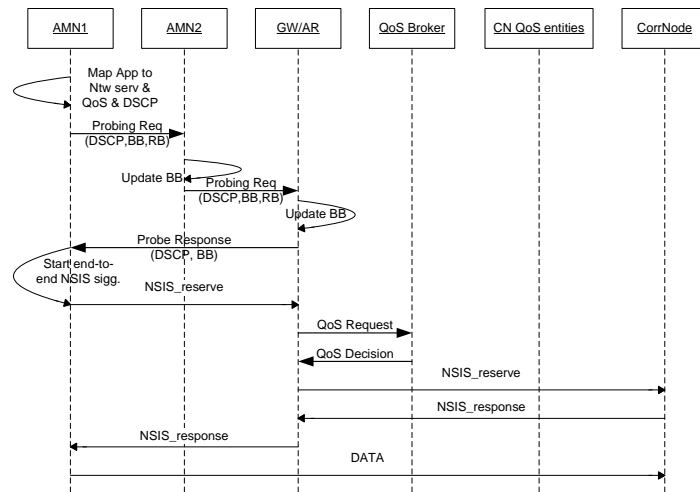 AMN1
AMN2
GW/AR
QoS Broker
CN QoS entities
CorrNode
Map App to
Ntw serv &
QoS & DSCP
Probing Req
(DSCP,BB,RB)
Update BB
Probing Req
(DSCP,BB,RB)
Update BB
Probe Response
(DSCP, BB)
Start end-to-
end NSIS sigg.
NSIS_reserve
QoS Request
QoS Decision
NSIS_reserve
NSIS_response
NSIS_response
DATA